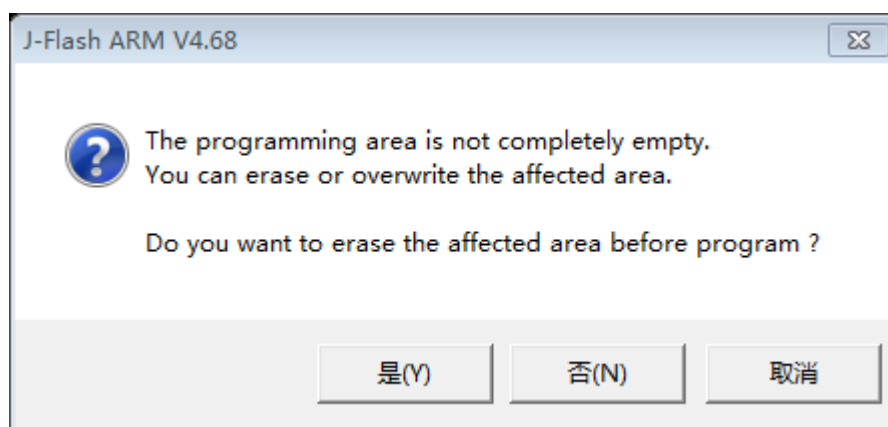 J-Flash ARM V4.68
The programming area is not completely empty.
You can erase or overwrite the affected area.
Do you want to erase the affected area before program ?
是(Y)
否(N)
取消